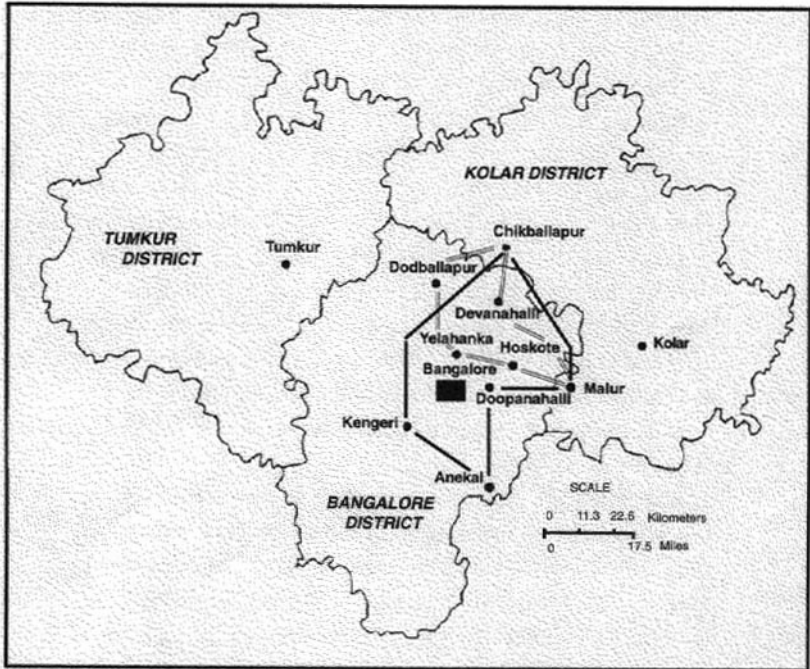 KOLAR DISTRICT
Chikballapur
TUMKUR
DISTRICT
Tumkur
Dodballapur
Devanahalli
Yelahanka
Hoskote
Kolar
Bangalore
Malur
Doopanahalli
Kengeri
Anekal
BANGALORE
DISTRICT
SCALE
0 11.3 22.6 Kilometers
0 17.5 Miles